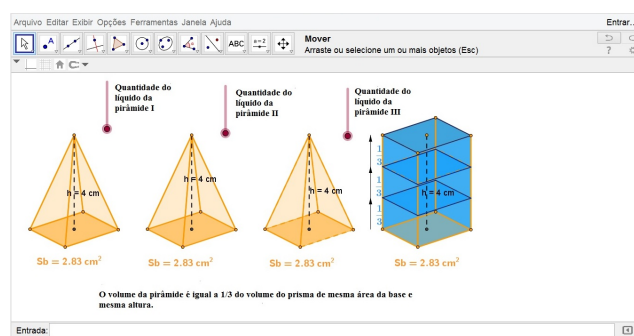 Arquivo Editar Exibir Opções Ferramentas Janela Ajuda
Entrar...
ABC
a=2
Mover
Arraste ou selecione um ou mais objetos (Esc)
Quantidade do
líquido da
pirâmide I
Quantidade do
líquido da
pirâmide II
Quantidade do
líquido da
pirâmide III
h = 4 cm
h = 4 cm
h = 4 cm
h = 4 cm
1/3
1/3
1/3
Sb = 2.83 cm²
Sb = 2.83 cm²
Sb = 2.83 cm²
Sb = 2.83 cm²
O volume da pirâmide é igual a 1/3 do volume do prisma de mesma área da base e
mesma altura.
Entrada: